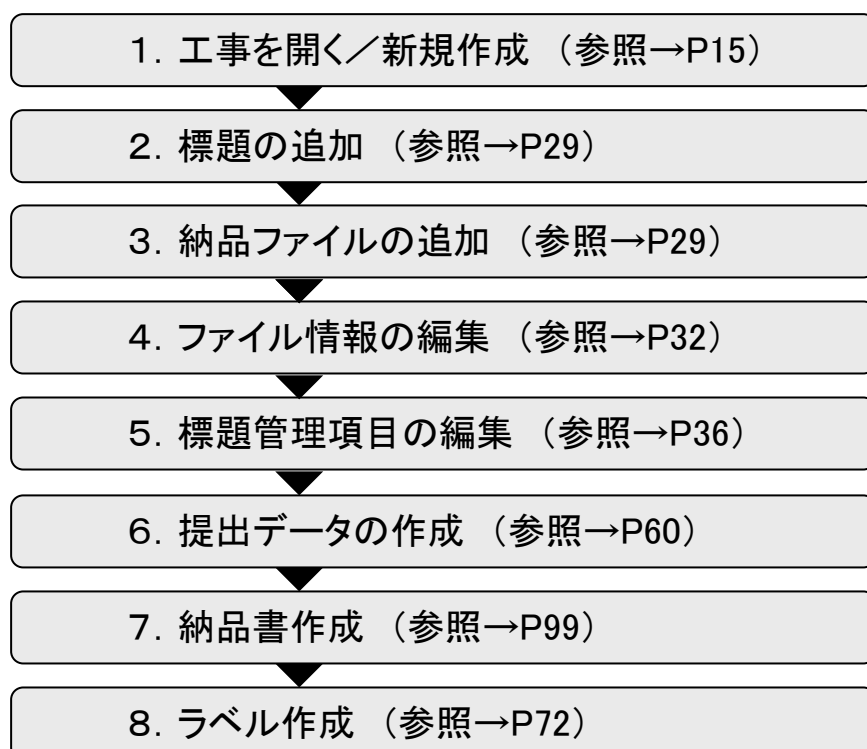 １．工事を開く／新規作成　（参照→P15）
２．標題の追加　（参照→P29）
３．納品ファイルの追加　（参照→P29）
４．ファイル情報の編集　（参照→P32）
５．標題管理項目の編集　（参照→P36）
６．提出データの作成　（参照→P60）
７．納品書作成　（参照→P99）
８．ラベル作成　（参照→P72）